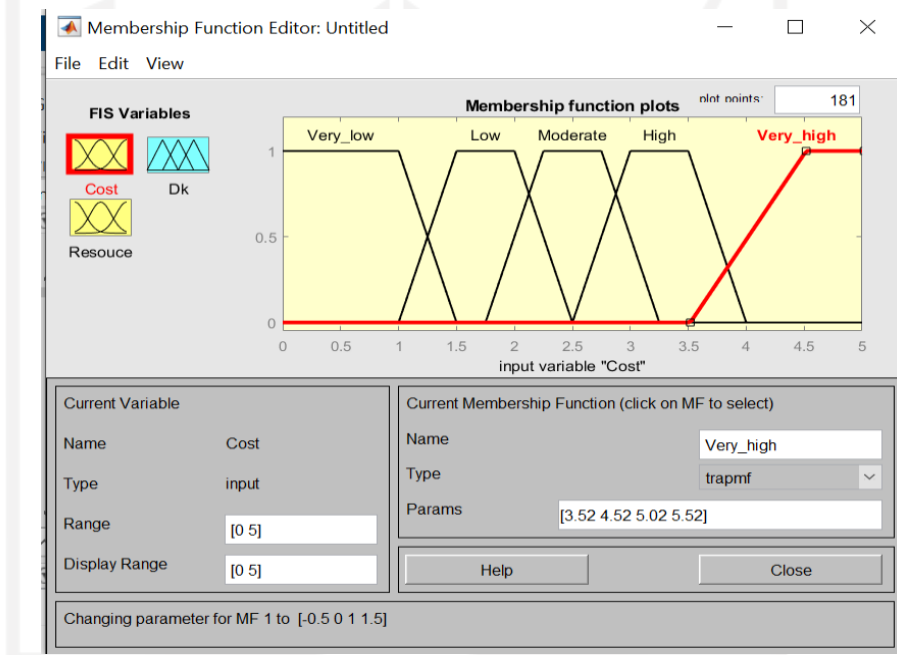 Membership Function Editor: Untitled
File Edit View
FIS Variables
Cost
Dk
Resouce
Membership function plots
plot points:
181
Very_low
Low
Moderate
High
Very_high
1
0.5
0
0 0.5 1 1.5 2 2.5 3 3.5 4 4.5 5
input variable "Cost"
Current Variable
Name Cost
Type input
Range [0 5]
Display Range [0 5]
Current Membership Function (click on MF to select)
Name Very_high
Type trapmf
Params [3.52 4.52 5.02 5.52]
Help
Close
Changing parameter for MF 1 to [-0.5 0 1 1.5]